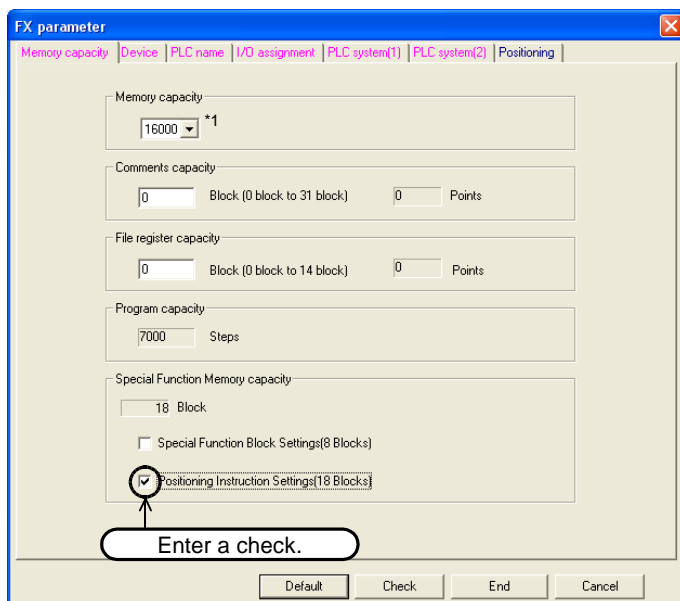 FX parameter
Memory capacity Device PLC name I/O assignment PLC system(1) PLC system(2) Positioning
Memory capacity
16000 *1
Comments capacity
0 Block (0 block to 31 block) 0 Points
File register capacity
0 Block (0 block to 14 block) 0 Points
Program capacity
7000 Steps
Special Function Memory capacity
18 Block
Special Function Block Settings(8 Blocks)
Positioning Instruction Settings(18 Blocks)
Enter a check.
Default Check End Cancel